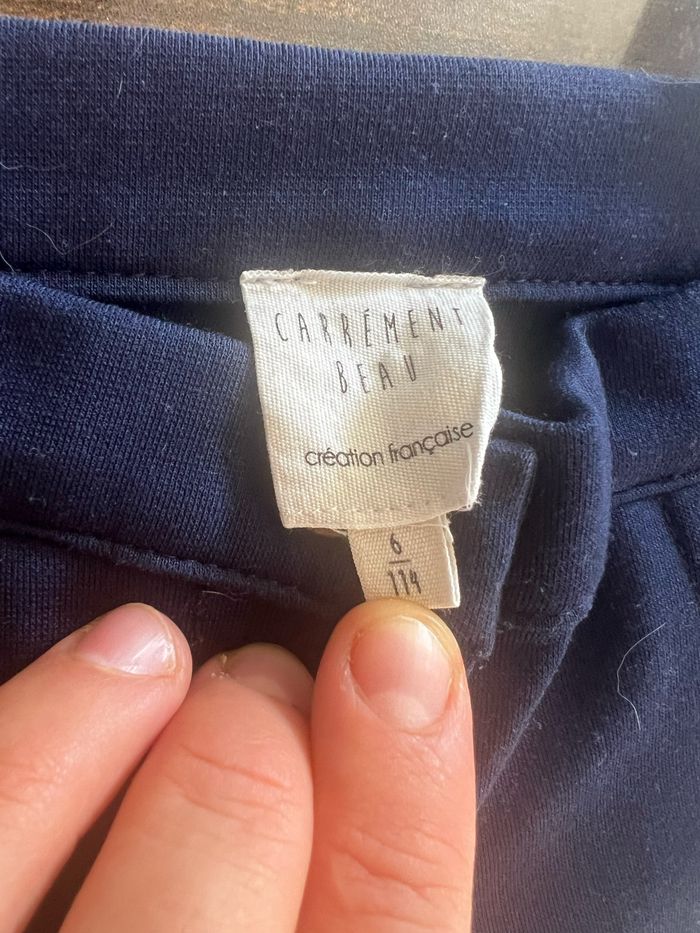 CARRÉMENT
BEAU
création française
6
114